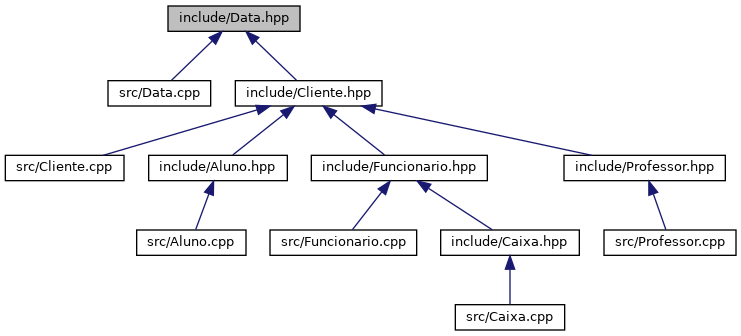 include/Data.hpp
src/Data.cpp
include/Cliente.hpp
src/Cliente.cpp
include/Aluno.hpp
include/Funcionario.hpp
include/Professor.hpp
src/Aluno.cpp
src/Funcionario.cpp
include/Caixa.hpp
src/Professor.cpp
src/Caixa.cpp